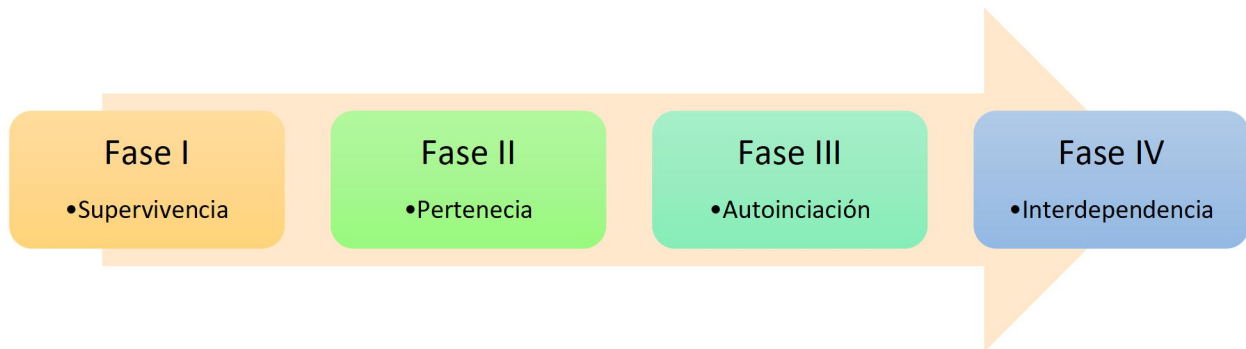 Fase I
•Supervivencia
Fase II
•Pertenecia
Fase III
•Autoinciación
Fase IV
•Interdependencia